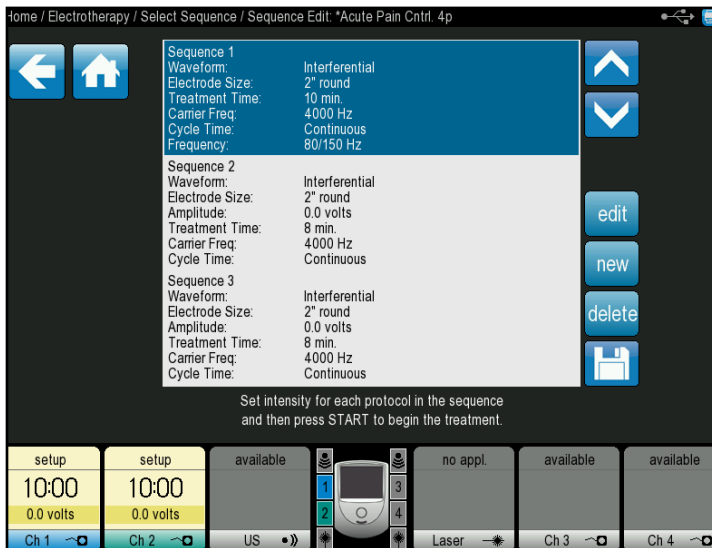 Home / Electrotherapy / Select Sequence / Sequence Edit: *Acute Pain Cntrl. 4p
Sequence 1
Waveform: Interferential
Electrode Size: 2" round
Treatment Time: 10 min.
Carrier Freq: 4000 Hz
Cycle Time: Continuous
Frequency: 80/150 Hz
Sequence 2
Waveform: Interferential
Electrode Size: 2" round
Amplitude: 0.0 volts
Treatment Time: 8 min.
Carrier Freq: 4000 Hz
Cycle Time: Continuous
Sequence 3
Waveform: Interferential
Electrode Size: 2" round
Amplitude: 0.0 volts
Treatment Time: 8 min.
Carrier Freq: 4000 Hz
Cycle Time: Continuous
edit
new
delete
Set intensity for each protocol in the sequence
and then press START to begin the treatment.
setup setup available no appl. available available
10:00 10:00 1 3
0.0 volts 0.0 volts 2 4
Ch 1 Ch 2 US Laser Ch 3 Ch 4